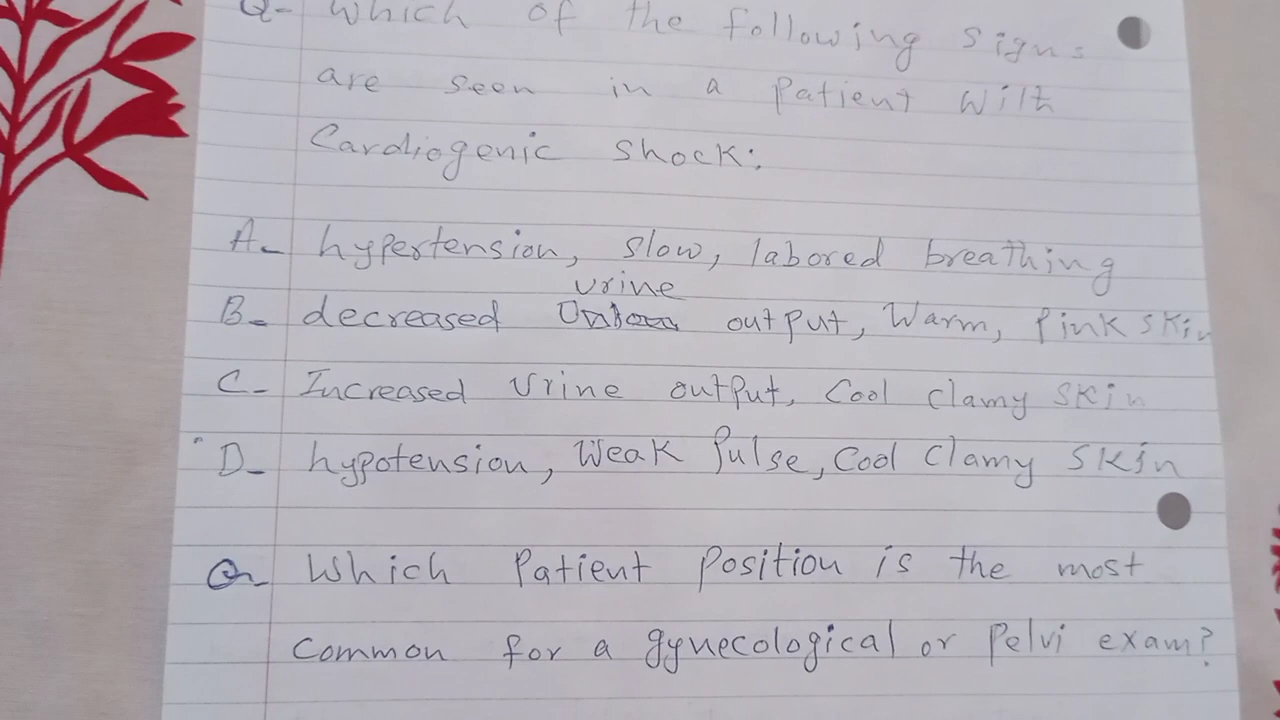 Q- Which of the following signs
are seen in a patient with
Cardiogenic shock:
A- hypertension, slow, labored breathing
urine
B- decreased output, Warm, Pink skin
C- Increased Urine output, Cool clamy skin
D- hypotension, Weak Pulse, Cool clamy skin
Q- Which Patient Position is the most
common for a gynecological or Pelvi exam?